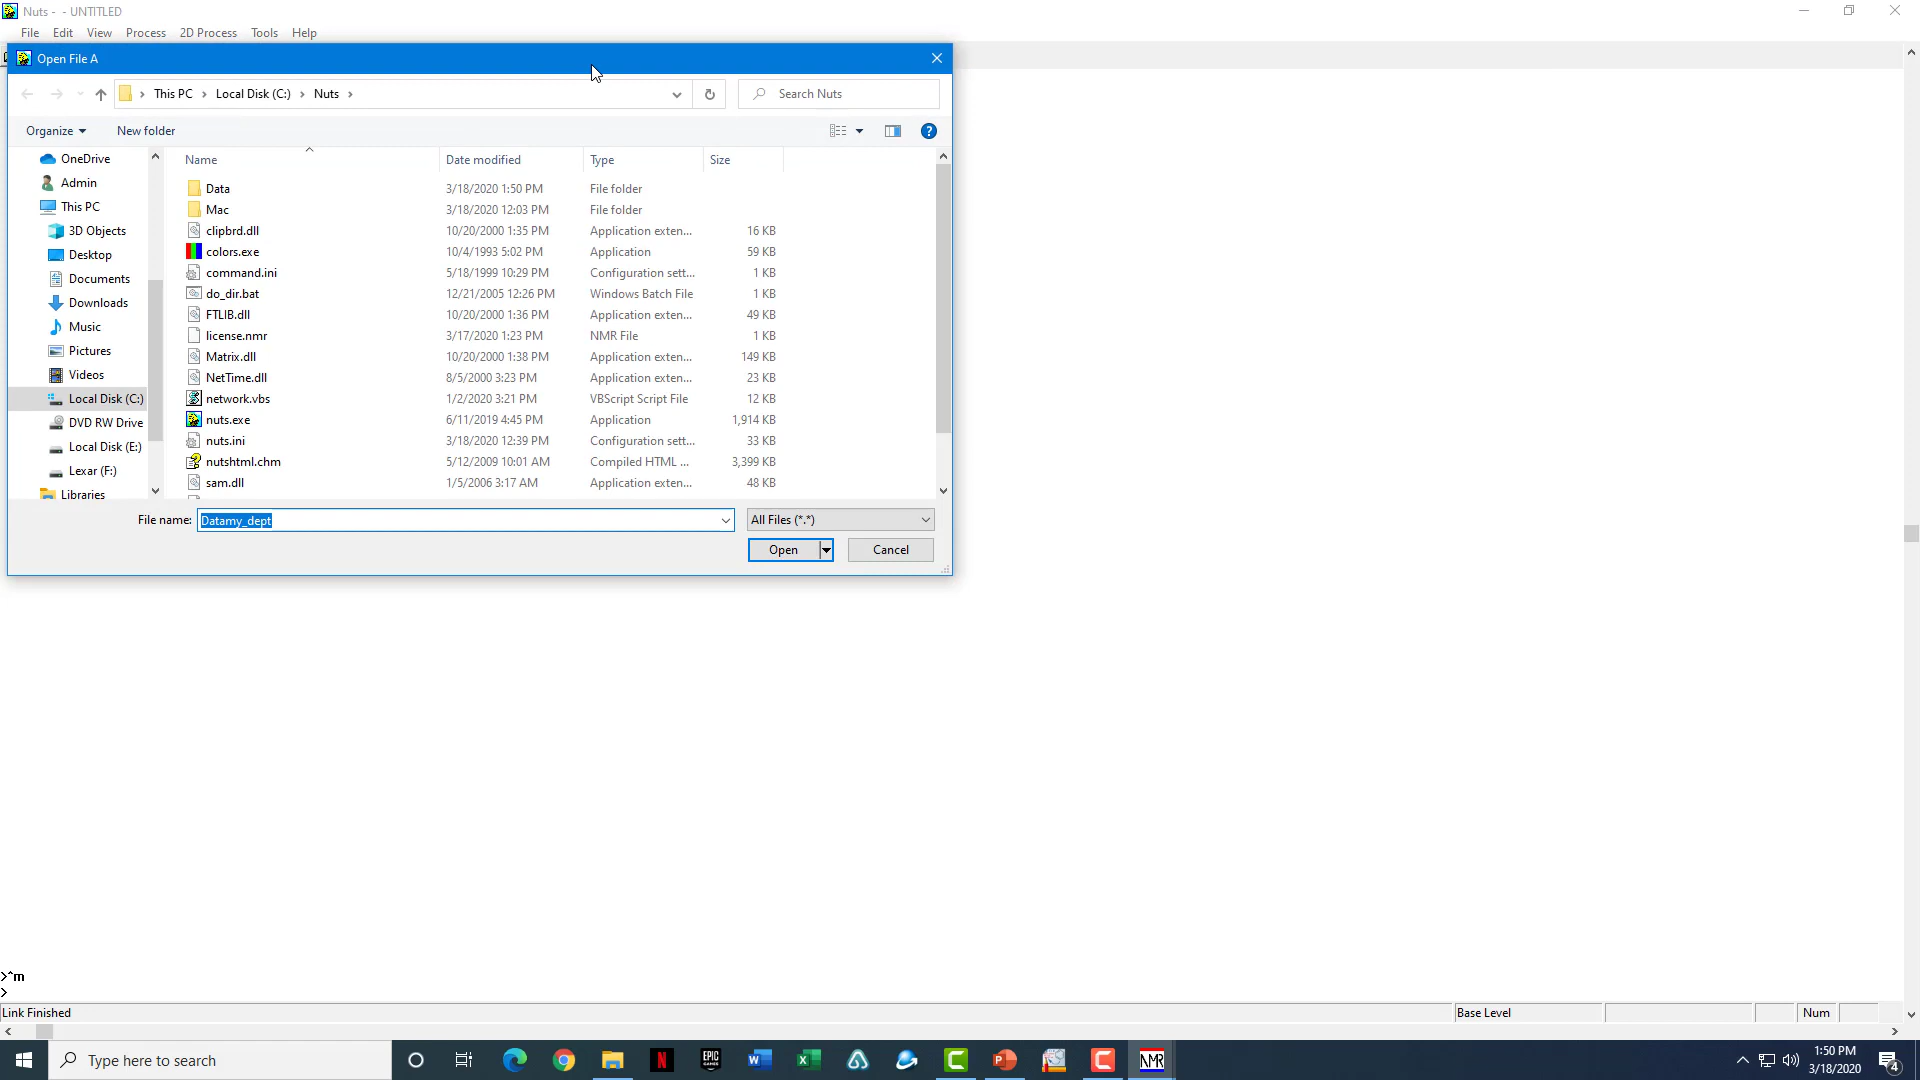 Nuts - - UNTITLED
File Edit View Process 2D Process Tools Help
Open File A
This PC > Local Disk (C:) > Nuts >
Search Nuts
Organize New folder
Name Date modified Type Size
OneDrive
Admin
This PC
3D Objects
Desktop
Documents
Downloads
Music
Pictures
Videos
Local Disk (C:)
DVD RW Drive
Local Disk (E:)
Lexar (F:)
Libraries
Data 3/18/2020 1:50 PM File folder
Mac 3/18/2020 12:03 PM File folder
clipbrd.dll 10/20/2000 1:35 PM Application exten... 16 KB
colors.exe 10/4/1993 5:02 PM Application 59 KB
command.ini 5/18/1999 10:29 PM Configuration sett... 1 KB
do_dir.bat 12/21/2005 12:26 PM Windows Batch File 1 KB
FTLIB.dll 10/20/2000 1:36 PM Application exten... 49 KB
license.nmr 3/17/2020 1:23 PM NMR File 1 KB
Matrix.dll 10/20/2000 1:38 PM Application exten... 149 KB
NetTime.dll 8/5/2000 3:23 PM Application exten... 23 KB
network.vbs 1/2/2020 3:21 PM VBScript Script File 12 KB
nuts.exe 6/11/2019 4:45 PM Application 1,914 KB
nuts.ini 3/18/2020 12:39 PM Configuration sett... 33 KB
nutshtml.chm 5/12/2009 10:01 AM Compiled HTML ... 3,399 KB
sam.dll 1/5/2006 3:17 AM Application exten... 48 KB
File name: Datamy_dept All Files (*.*)
Open Cancel
>^m
>
Link Finished Base Level Num
Type here to search
EPIC GAMES
NMR
1:50 PM
3/18/2020
4